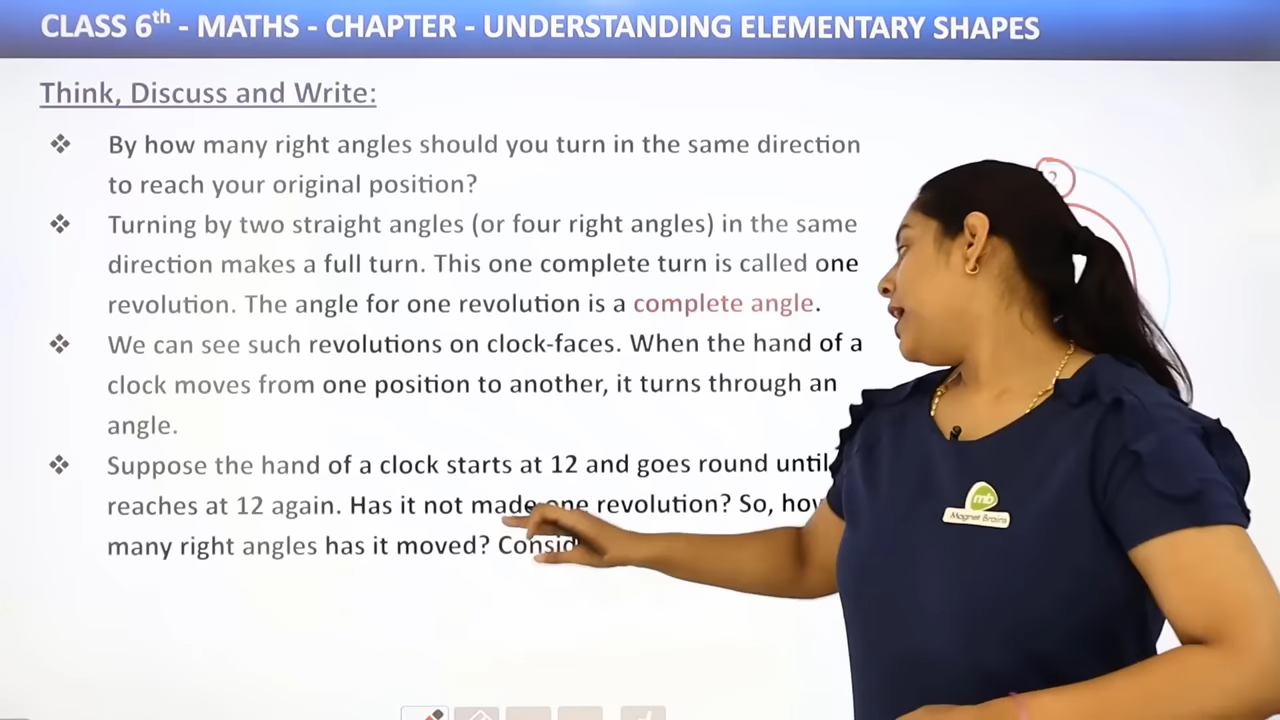 CLASS 6th - MATHS - CHAPTER - UNDERSTANDING ELEMENTARY SHAPES
Think, Discuss and Write:
❖ By how many right angles should you turn in the same direction
to reach your original position?
❖ Turning by two straight angles (or four right angles) in the same
direction makes a full turn. This one complete turn is called one
revolution. The angle for one revolution is a complete angle.
❖ We can see such revolutions on clock-faces. When the hand of a
clock moves from one position to another, it turns through an
angle.
❖ Suppose the hand of a clock starts at 12 and goes round until
reaches at 12 again. Has it not made one revolution? So,
many right angles has it moved?
mb
Magnet Brains